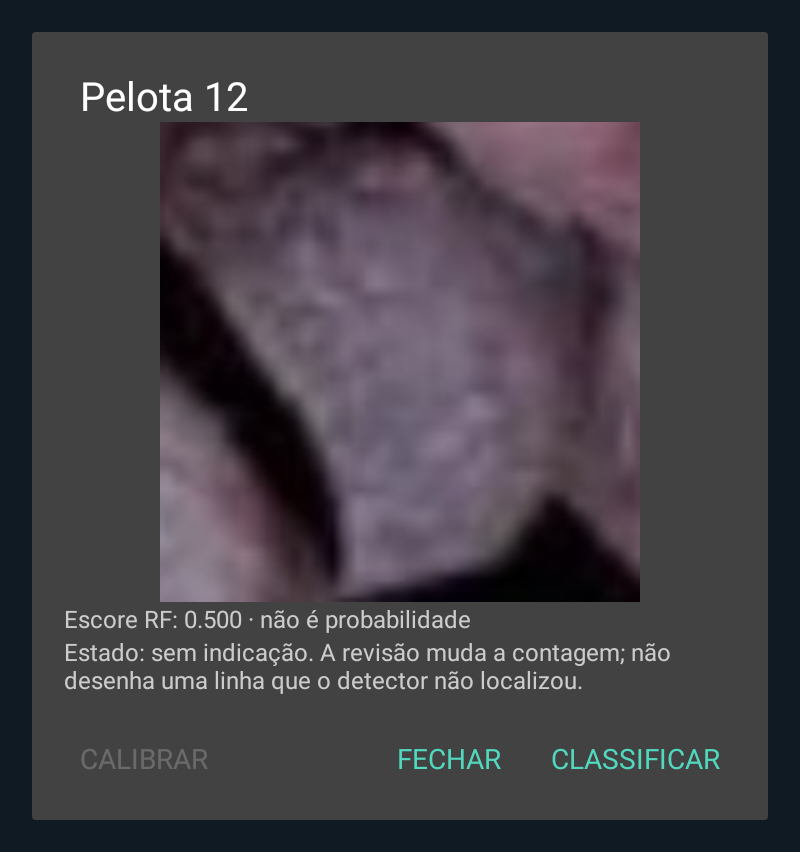 Pelota 12
Escore RF: 0.500 · não é probabilidade
Estado: sem indicação. A revisão muda a contagem; não
desenha uma linha que o detector não localizou.
CALIBRAR FECHAR CLASSIFICAR